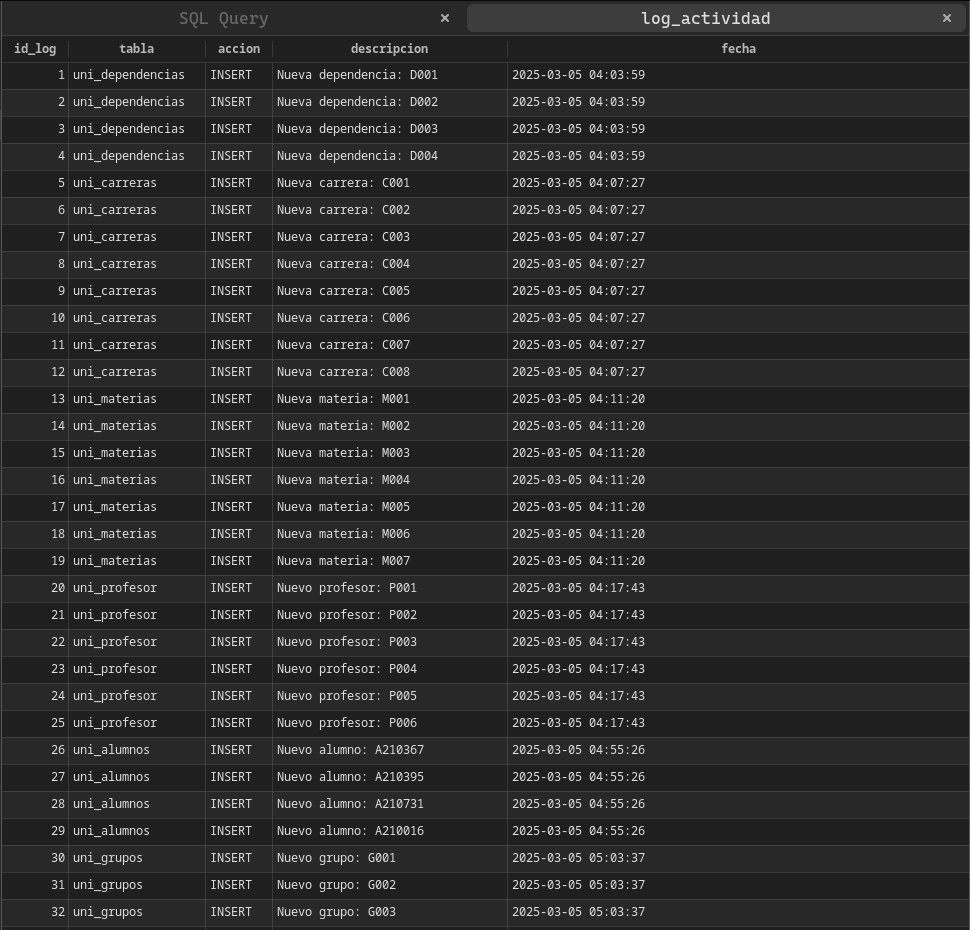 SQL Query × log_actividad ×
id_log tabla accion descripcion fecha
1 uni_dependencias INSERT Nueva dependencia: D001 2025-03-05 04:03:59
2 uni_dependencias INSERT Nueva dependencia: D002 2025-03-05 04:03:59
3 uni_dependencias INSERT Nueva dependencia: D003 2025-03-05 04:03:59
4 uni_dependencias INSERT Nueva dependencia: D004 2025-03-05 04:03:59
5 uni_carreras INSERT Nueva carrera: C001 2025-03-05 04:07:27
6 uni_carreras INSERT Nueva carrera: C002 2025-03-05 04:07:27
7 uni_carreras INSERT Nueva carrera: C003 2025-03-05 04:07:27
8 uni_carreras INSERT Nueva carrera: C004 2025-03-05 04:07:27
9 uni_carreras INSERT Nueva carrera: C005 2025-03-05 04:07:27
10 uni_carreras INSERT Nueva carrera: C006 2025-03-05 04:07:27
11 uni_carreras INSERT Nueva carrera: C007 2025-03-05 04:07:27
12 uni_carreras INSERT Nueva carrera: C008 2025-03-05 04:07:27
13 uni_materias INSERT Nueva materia: M001 2025-03-05 04:11:20
14 uni_materias INSERT Nueva materia: M002 2025-03-05 04:11:20
15 uni_materias INSERT Nueva materia: M003 2025-03-05 04:11:20
16 uni_materias INSERT Nueva materia: M004 2025-03-05 04:11:20
17 uni_materias INSERT Nueva materia: M005 2025-03-05 04:11:20
18 uni_materias INSERT Nueva materia: M006 2025-03-05 04:11:20
19 uni_materias INSERT Nueva materia: M007 2025-03-05 04:11:20
20 uni_profesor INSERT Nuevo profesor: P001 2025-03-05 04:17:43
21 uni_profesor INSERT Nuevo profesor: P002 2025-03-05 04:17:43
22 uni_profesor INSERT Nuevo profesor: P003 2025-03-05 04:17:43
23 uni_profesor INSERT Nuevo profesor: P004 2025-03-05 04:17:43
24 uni_profesor INSERT Nuevo profesor: P005 2025-03-05 04:17:43
25 uni_profesor INSERT Nuevo profesor: P006 2025-03-05 04:17:43
26 uni_alumnos INSERT Nuevo alumno: A210367 2025-03-05 04:55:26
27 uni_alumnos INSERT Nuevo alumno: A210395 2025-03-05 04:55:26
28 uni_alumnos INSERT Nuevo alumno: A210731 2025-03-05 04:55:26
29 uni_alumnos INSERT Nuevo alumno: A210016 2025-03-05 04:55:26
30 uni_grupos INSERT Nuevo grupo: G001 2025-03-05 05:03:37
31 uni_grupos INSERT Nuevo grupo: G002 2025-03-05 05:03:37
32 uni_grupos INSERT Nuevo grupo: G003 2025-03-05 05:03:37